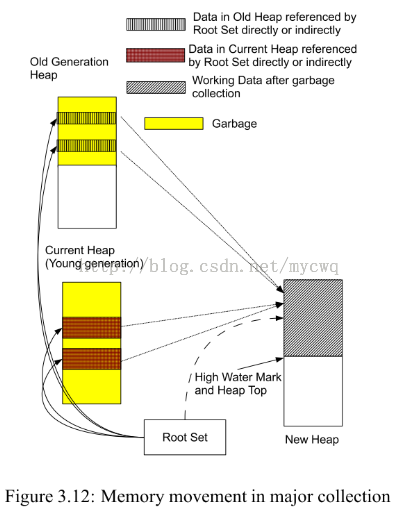 Data in Old Heap referenced by
Root Set directly or indirectly
Old Generation
Heap
Data in Current Heap referenced
by Root Set directly or indirectly
Working Data after garbage
collection
Garbage
Current Heap
(Young generation)
http://blog.csdn.net/mycwq
High Water Mark
and Heap Top
Root Set
New Heap
Figure 3.12: Memory movement in major collection